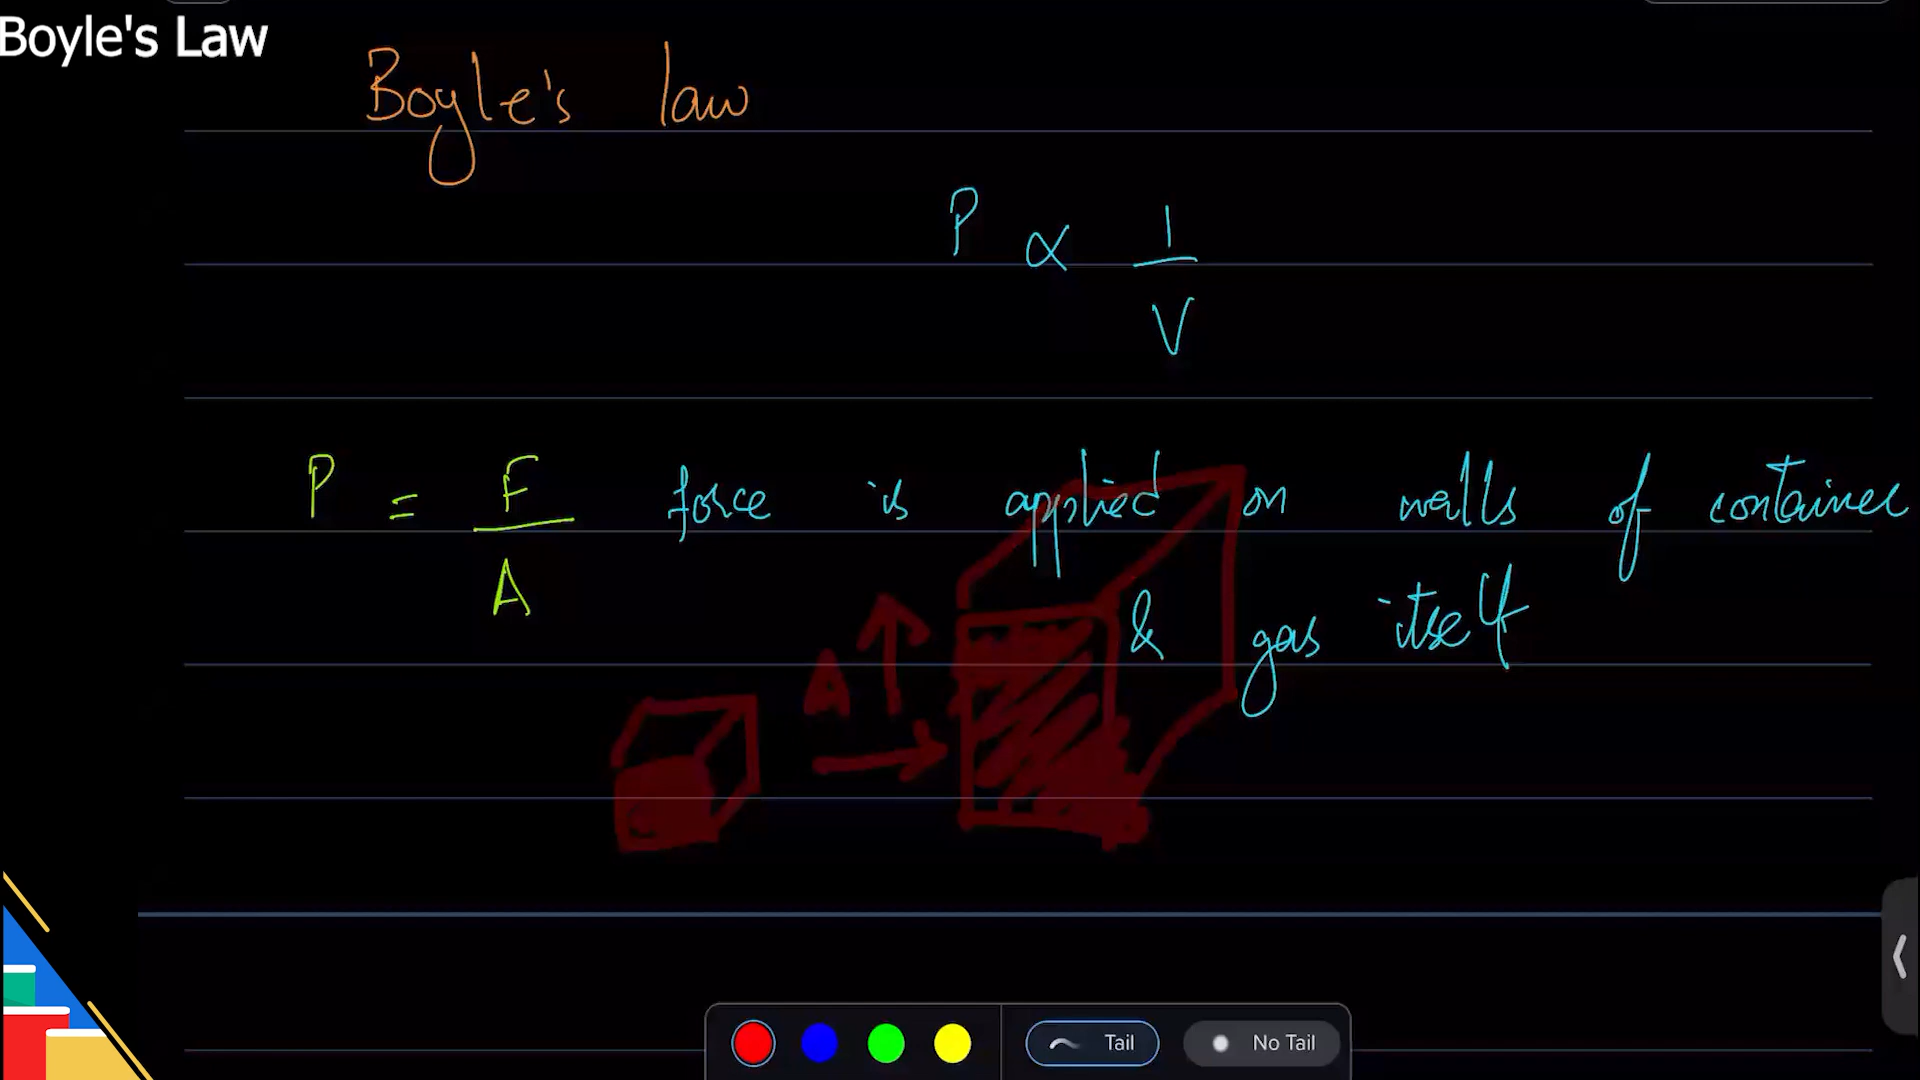 Boyle's Law
Boyle's law
P ∝ 1/V
P = F/A force is applied on walls of container
& gas itself
A ↑
Tail No Tail